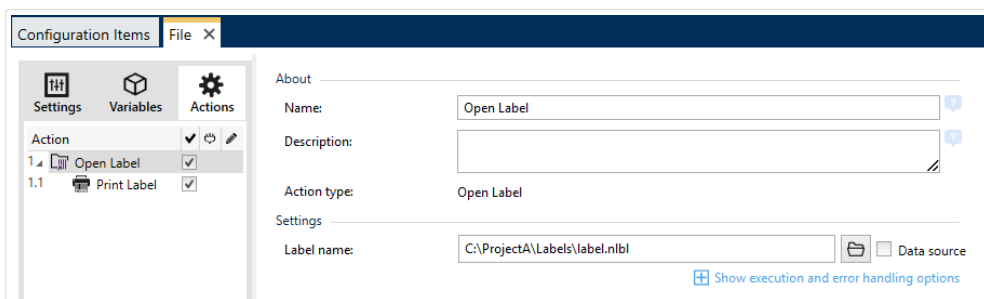 Configuration Items File
Settings Variables Actions
Action
1 Open Label
1.1 Print Label
About
Name: Open Label
Description:
Action type: Open Label
Settings
Label name: C:\ProjectA\Labels\label.nlbl Data source
Show execution and error handling options